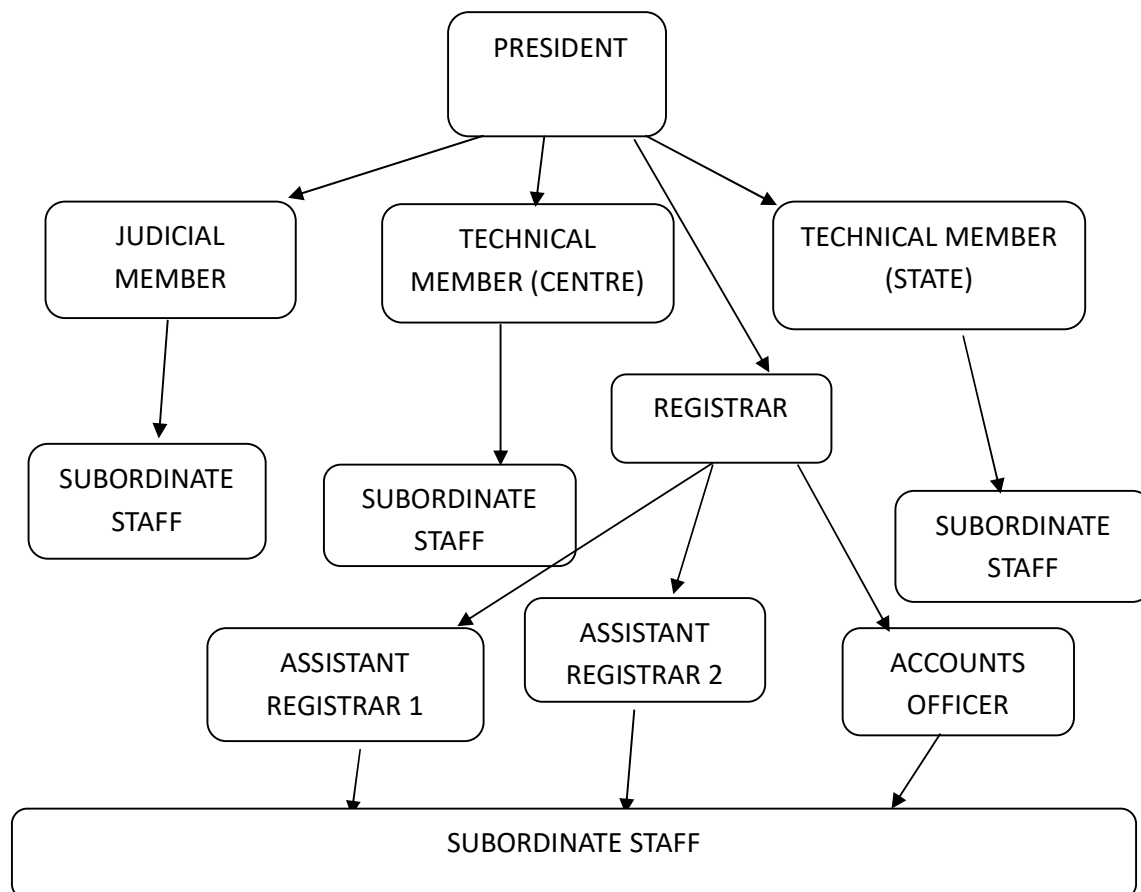 PRESIDENT
JUDICIAL
MEMBER
TECHNICAL
MEMBER (CENTRE)
TECHNICAL MEMBER
(STATE)
REGISTRAR
SUBORDINATE
STAFF
SUBORDINATE
STAFF
SUBORDINATE
STAFF
ASSISTANT
REGISTRAR 1
ASSISTANT
REGISTRAR 2
ACCOUNTS
OFFICER
SUBORDINATE STAFF